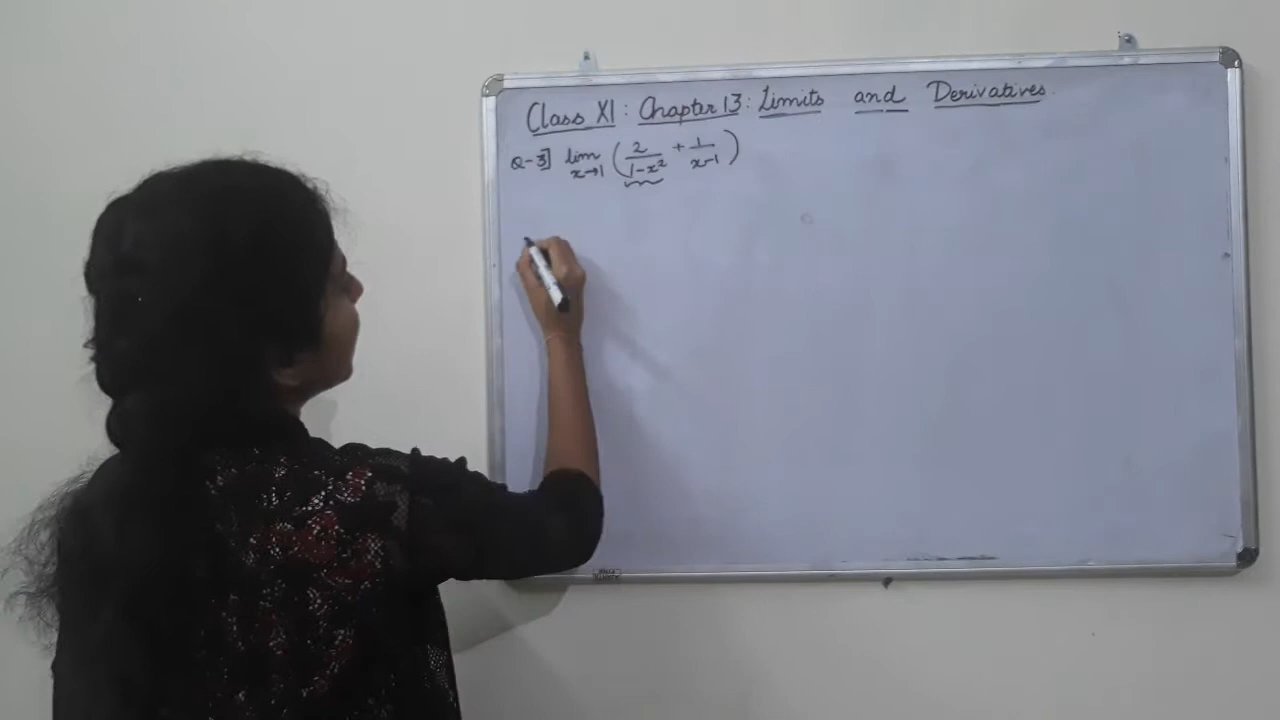 Class XI : Chapter 13 : Limits and Derivatives
Q-3] lim x→1 ( 2/(1-x²) + 1/(x-1) )